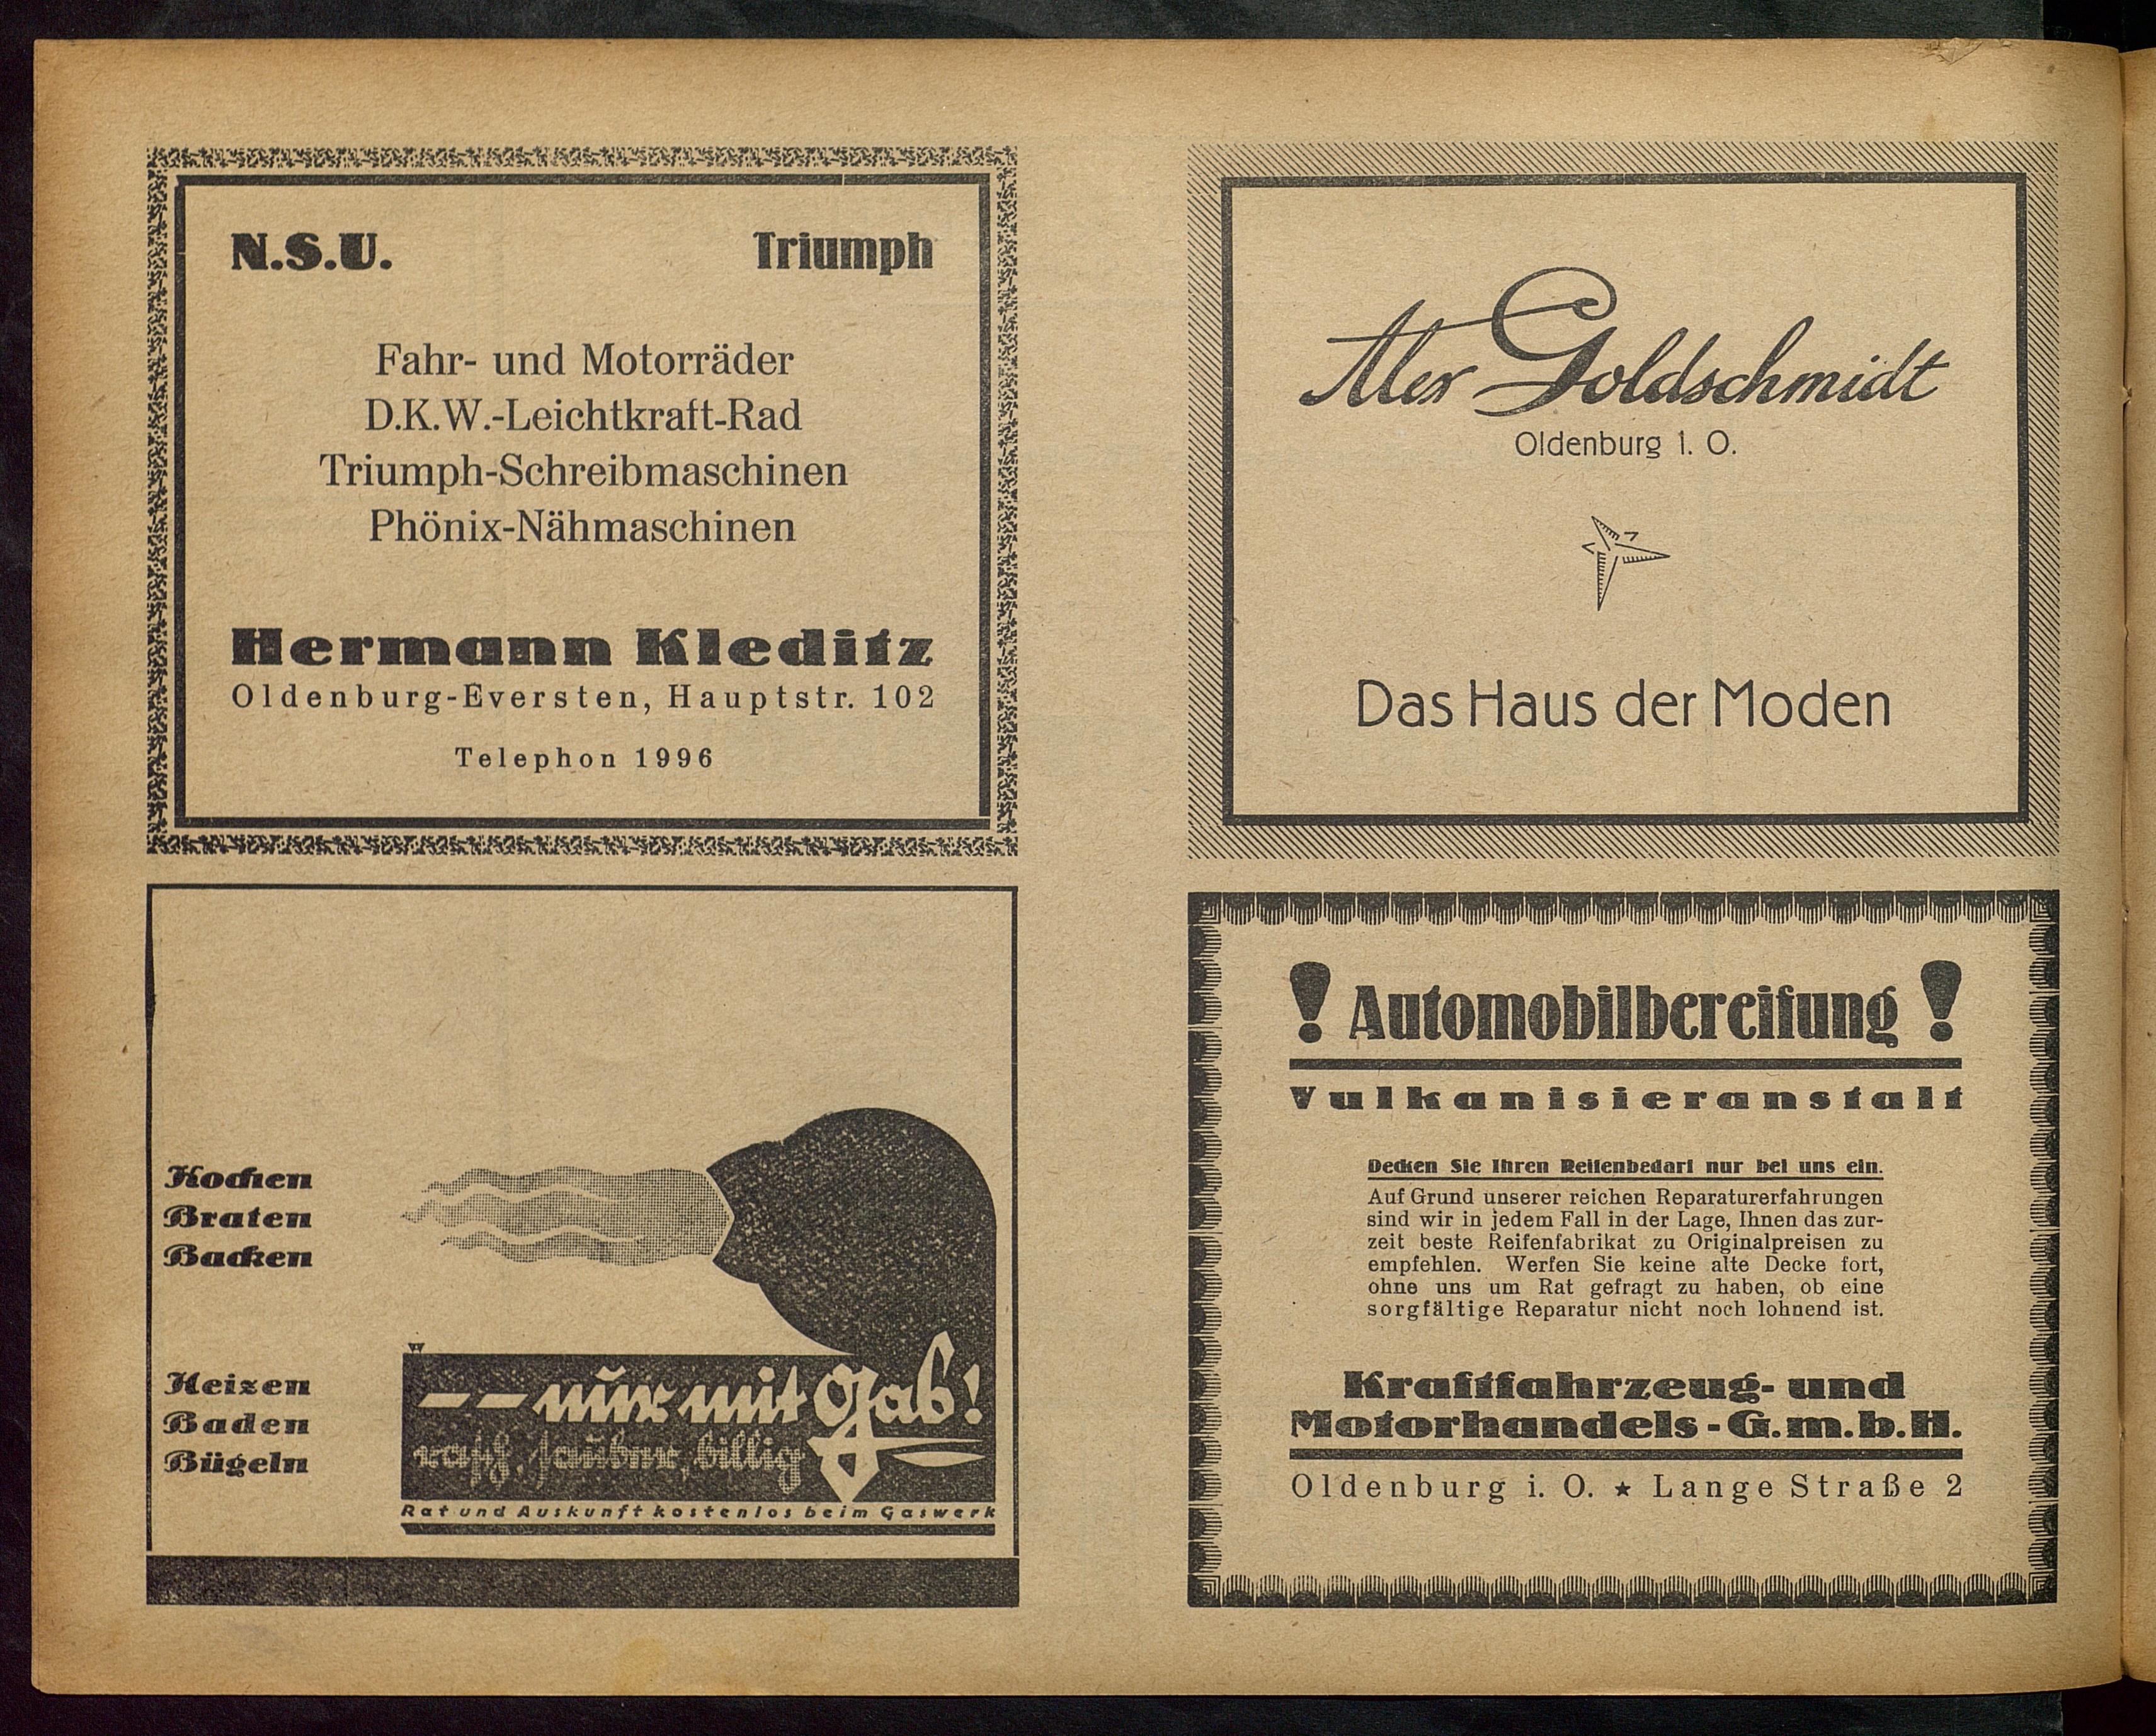 N.S.U. Triumph
Fahr- und Motorräder
D.K.W.-Leichtkraft-Rad
Triumph-Schreibmaschinen
Phönix-Nähmaschinen
Hermann Kleditz
Oldenburg-Eversten, Hauptstr. 102
Telephon 1996
Alex Goldschmidt
Oldenburg i. O.
Das Haus der Moden
Kochen
Braten
Backen
Heizen
Baden
Bügeln
-- nur mit Gas!
rasch, sauber, billig
Rat und Auskunft kostenlos beim Gaswerk
! Automobilbereifung !
Vulkanisieranstalt
Decken Sie Ihren Reifenbedarf nur bei uns ein.
Auf Grund unserer reichen Reparaturerfahrungen
sind wir in jedem Fall in der Lage, Ihnen das zur-
zeit beste Reifenfabrikat zu Originalpreisen zu
empfehlen. Werfen Sie keine alte Decke fort,
ohne uns um Rat gefragt zu haben, ob eine
sorgfältige Reparatur nicht noch lohnend ist.
Kraftfahrzeug- und
Motorhandels-G.m.b.H.
Oldenburg i. O. ★ Lange Straße 2